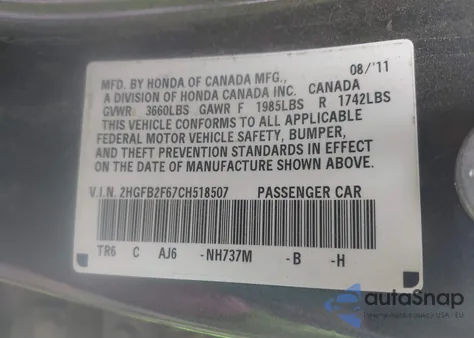 08/'11
MFD. BY HONDA OF CANADA MFG.,
A DIVISION OF HONDA CANADA INC. CANADA
GVWR 3660LBS GAWR F 1985LBS R 1742LBS
THIS VEHICLE CONFORMS TO ALL APPLICABLE
FEDERAL MOTOR VEHICLE SAFETY, BUMPER,
AND THEFT PREVENTION STANDARDS IN EFFECT
ON THE DATE OF MANUFACTURE SHOWN ABOVE.
V.I.N. 2HGFB2F67CH518507 PASSENGER CAR
TR6 C AJ6 -NH737M -B -H
autaSnap